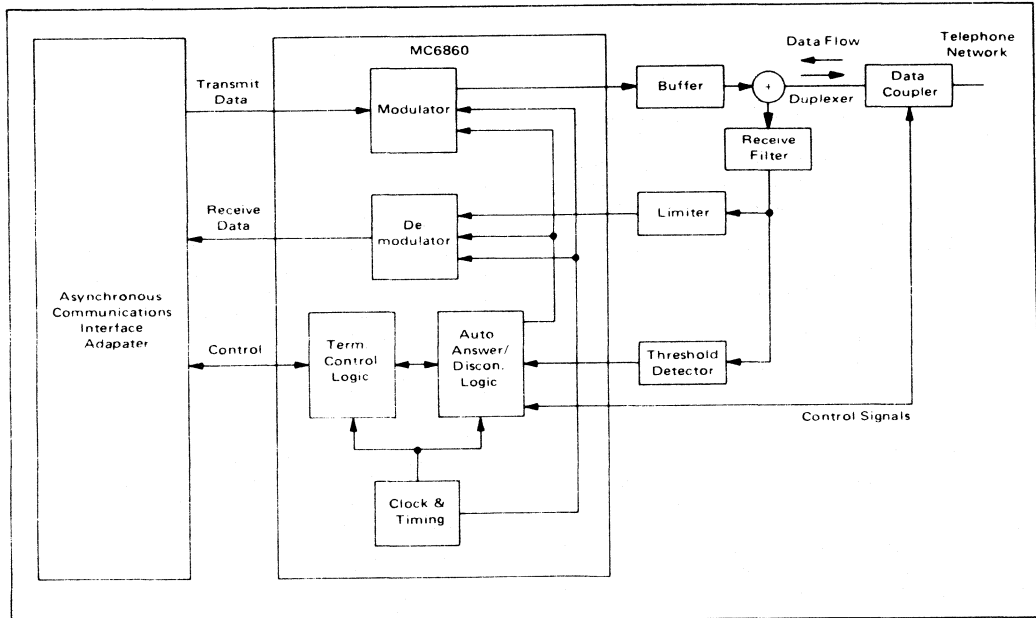 MC6860
Telephone
Network
Data Flow
Transmit
Data
Modulator
Buffer
+
Duplexer
Data
Coupler
Receive
Filter
Receive
Data
De
modulator
Limiter
Asynchronous
Communications
Interface
Adapater
Control
Term.
Control
Logic
Auto
Answer/
Discon.
Logic
Threshold
Detector
Control Signals
Clock &
Timing